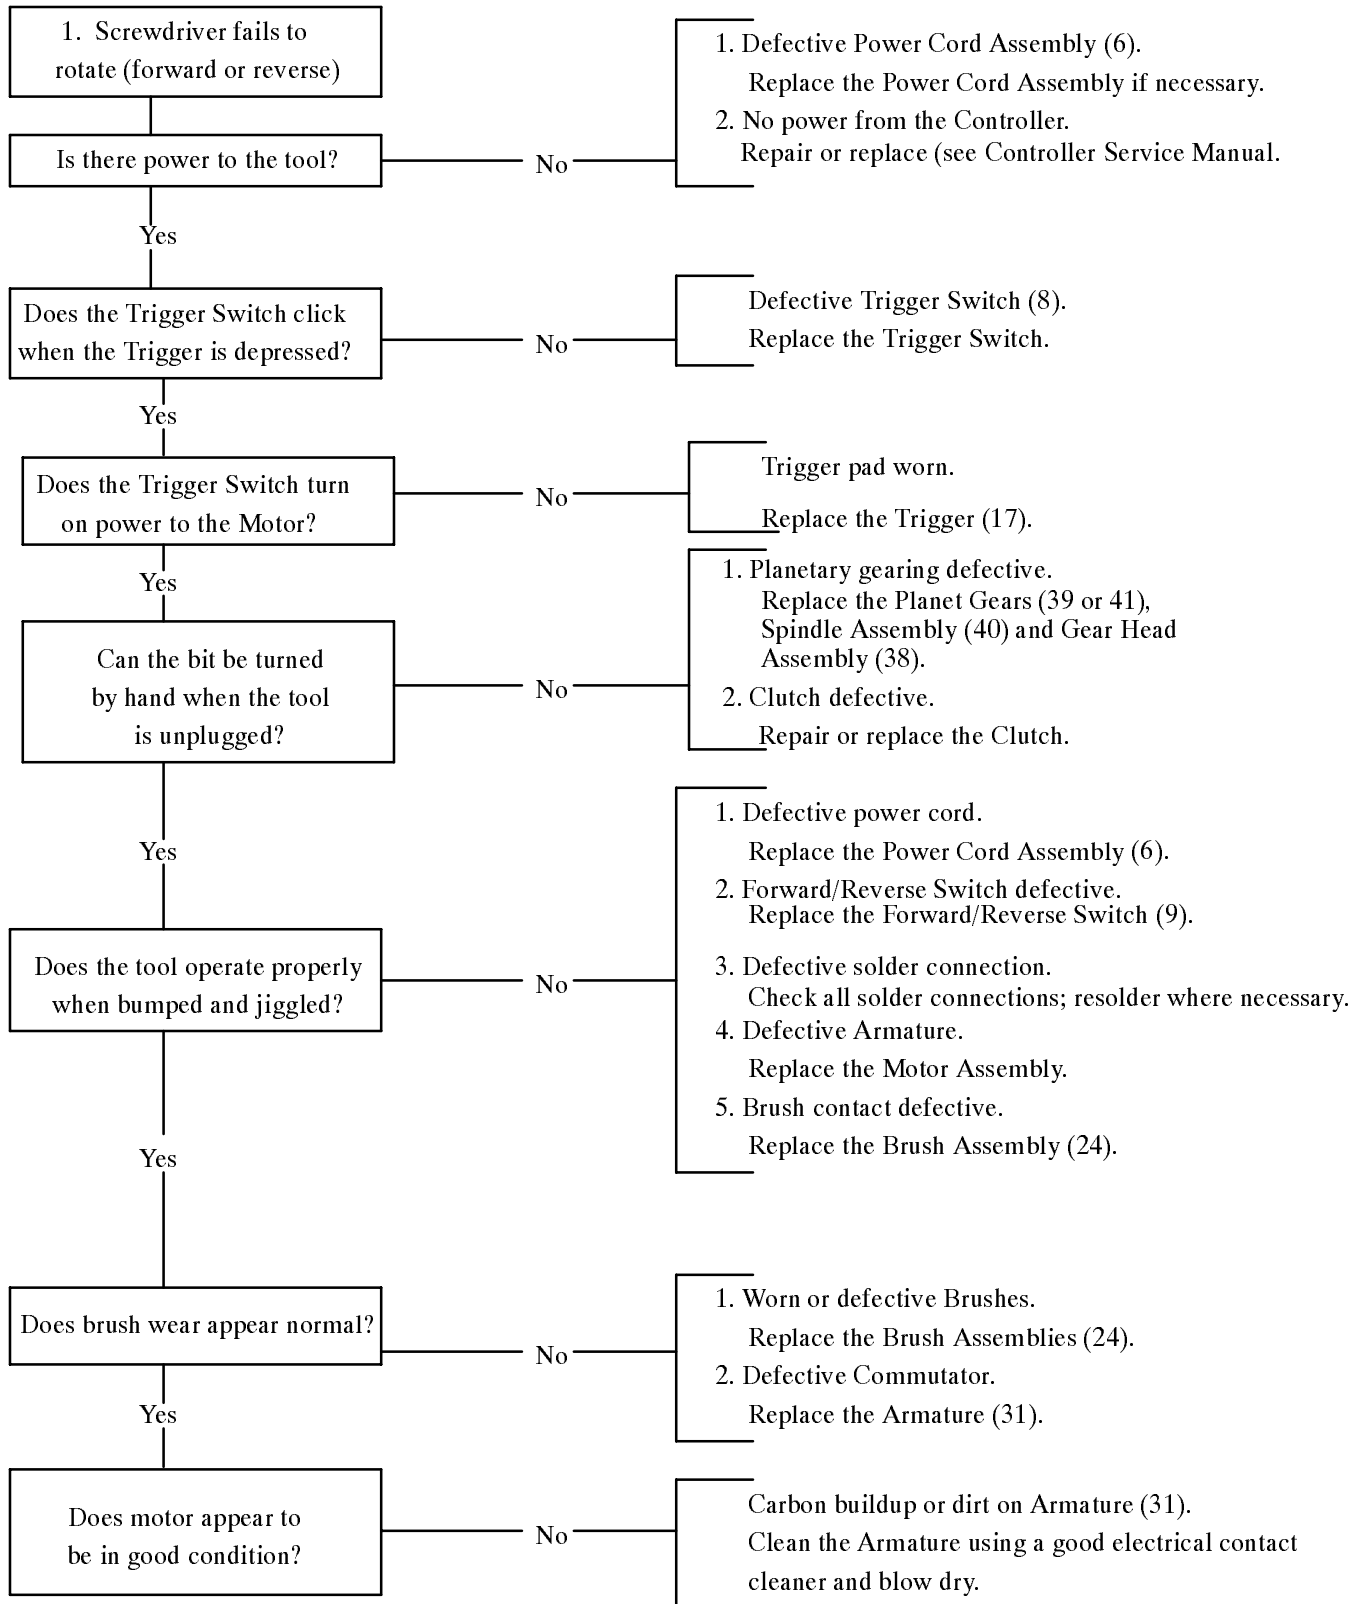 1. Screwdriver fails to
rotate (forward or reverse)
1. Defective Power Cord Assembly (6).
Replace the Power Cord Assembly if necessary.
2. No power from the Controller.
Repair or replace (see Controller Service Manual.
Is there power to the tool?
No
Yes
Does the Trigger Switch click
when the Trigger is depressed?
No
Defective Trigger Switch (8).
Replace the Trigger Switch.
Yes
Does the Trigger Switch turn
on power to the Motor?
No
Trigger pad worn.
Replace the Trigger (17).
Yes
Can the bit be turned
by hand when the tool
is unplugged?
No
1. Planetary gearing defective.
Replace the Planet Gears (39 or 41),
Spindle Assembly (40) and Gear Head
Assembly (38).
2. Clutch defective.
Repair or replace the Clutch.
Yes
Does the tool operate properly
when bumped and jiggled?
No
1. Defective power cord.
Replace the Power Cord Assembly (6).
2. Forward/Reverse Switch defective.
Replace the Forward/Reverse Switch (9).
3. Defective solder connection.
Check all solder connections; resolder where necessary.
4. Defective Armature.
Replace the Motor Assembly.
5. Brush contact defective.
Replace the Brush Assembly (24).
Yes
Does brush wear appear normal?
No
1. Worn or defective Brushes.
Replace the Brush Assemblies (24).
2. Defective Commutator.
Replace the Armature (31).
Yes
Does motor appear to
be in good condition?
No
Carbon buildup or dirt on Armature (31).
Clean the Armature using a good electrical contact
cleaner and blow dry.